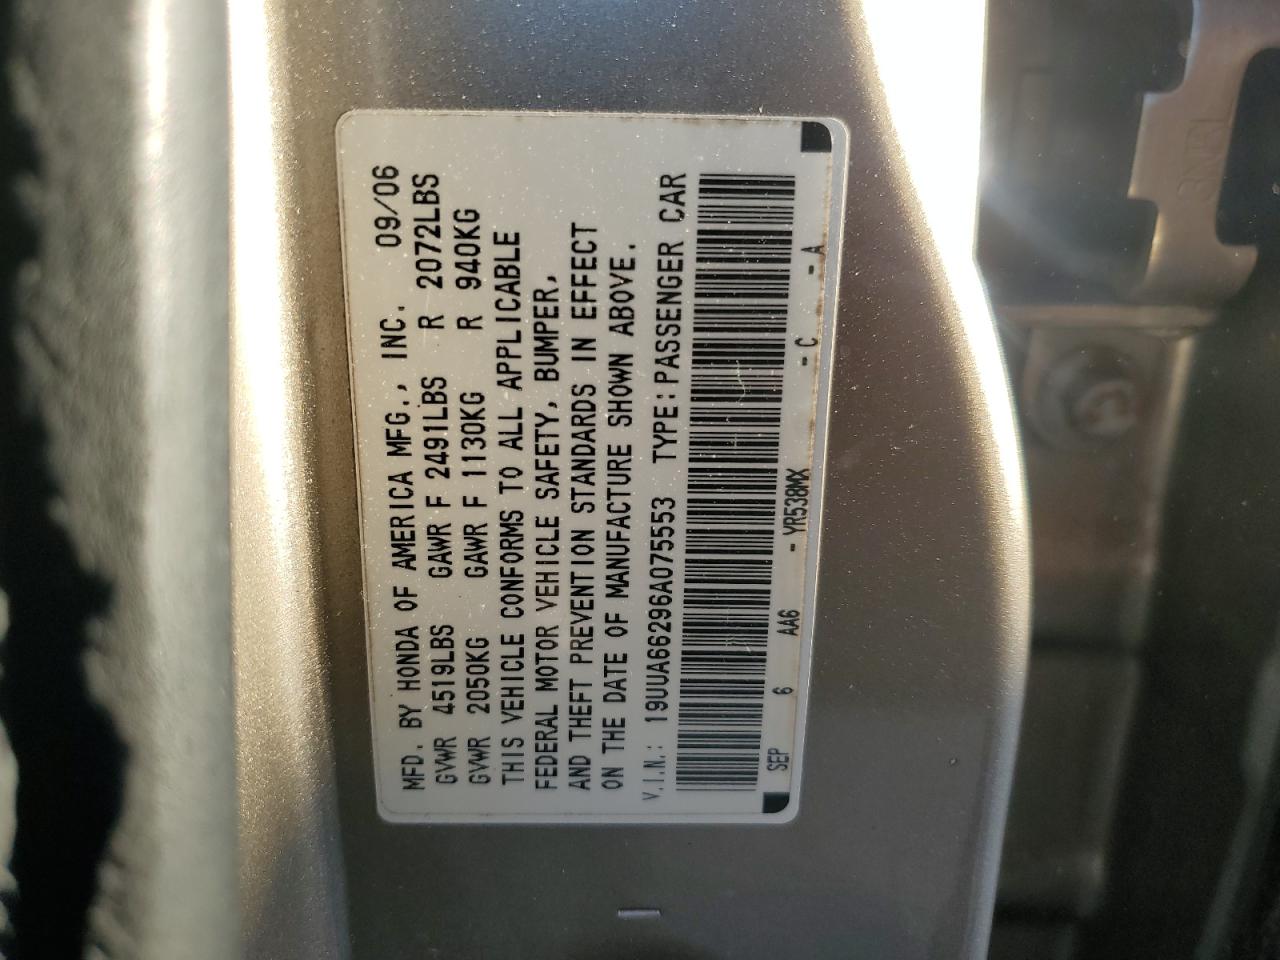 MFD. BY HONDA OF AMERICA MFG., INC. 09/06
GVWR 4519LBS GAWR F 2491LBS R 2072LBS
GVWR 2050KG GAWR F 1130KG R 940KG
THIS VEHICLE CONFORMS TO ALL APPLICABLE
FEDERAL MOTOR VEHICLE SAFETY, BUMPER,
AND THEFT PREVENTION STANDARDS IN EFFECT
ON THE DATE OF MANUFACTURE SHOWN ABOVE.
V.I.N.: 19UUA66296A075553 TYPE: PASSENGER CAR
SEP 6 AA6 - YR538MX - C - A